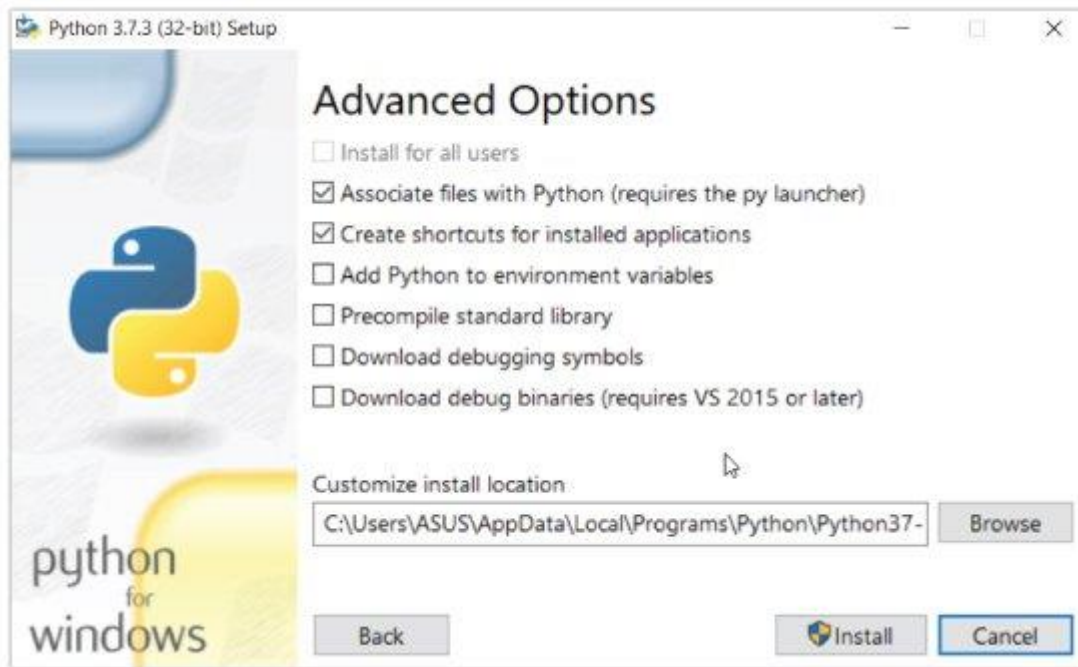 Python 3.7.3 (32-bit) Setup
Advanced Options
Install for all users
Associate files with Python (requires the py launcher)
Create shortcuts for installed applications
Add Python to environment variables
Precompile standard library
Download debugging symbols
Download debug binaries (requires VS 2015 or later)
Customize install location
C:\Users\ASUS\AppData\Local\Programs\Python\Python37-
Browse
python
for
windows
Back
Install
Cancel